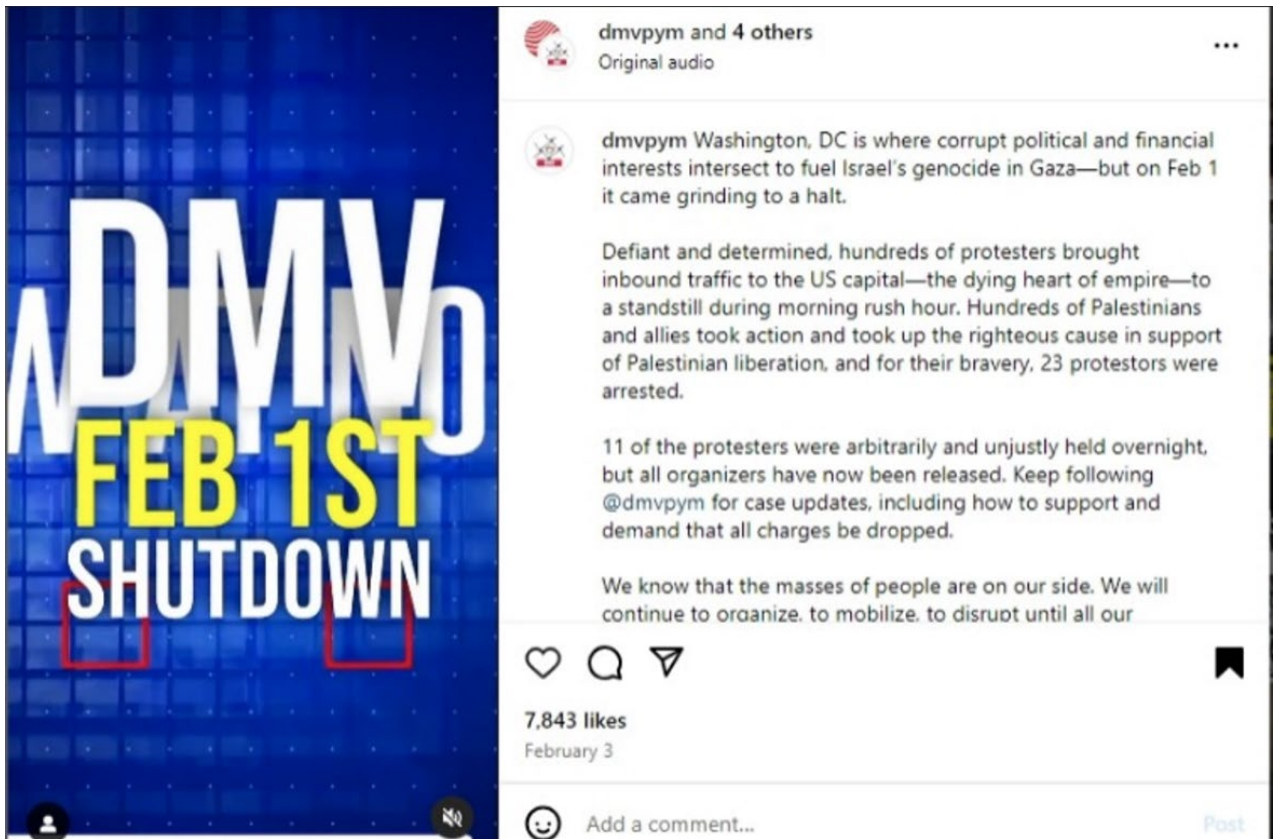 DMV
FEB 1ST
SHUTDOWN
dmvpym and 4 others
Original audio
dmvpym Washington, DC is where corrupt political and financial
interests intersect to fuel Israel's genocide in Gaza—but on Feb 1
it came grinding to a halt.
Defiant and determined, hundreds of protesters brought
inbound traffic to the US capital—the dying heart of empire—to
a standstill during morning rush hour. Hundreds of Palestinians
and allies took action and took up the righteous cause in support
of Palestinian liberation, and for their bravery, 23 protestors were
arrested.
11 of the protesters were arbitrarily and unjustly held overnight,
but all organizers have now been released. Keep following
@dmvpym for case updates, including how to support and
demand that all charges be dropped.
We know that the masses of people are on our side. We will
continue to organize, to mobilize, to disrupt until all our
7,843 likes
February 3
Add a comment...
Post